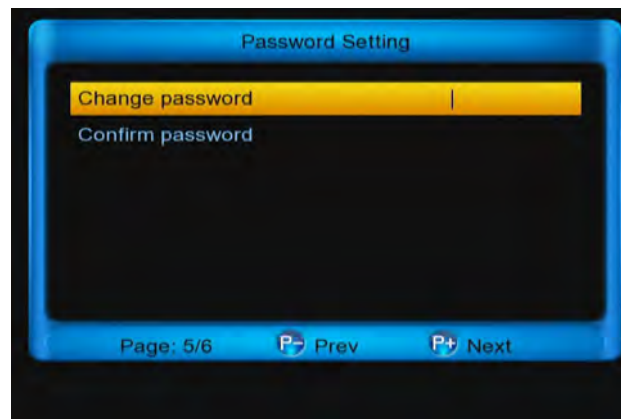 Password Setting
Change password
Confirm password
Page: 5/6 P- Prev P+ Next